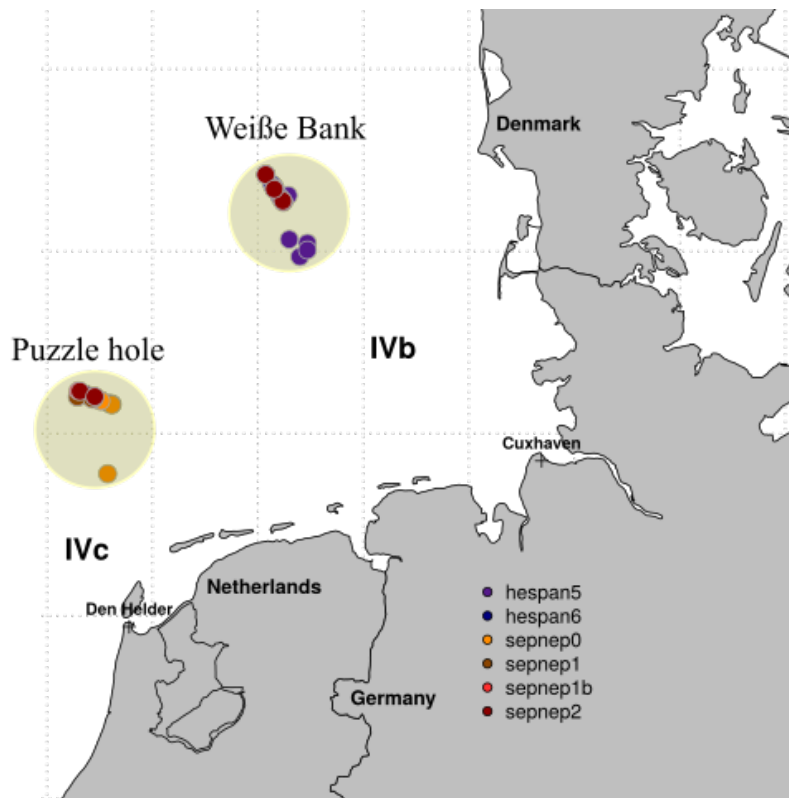 Denmark
Weiße Bank
IVb
Puzzle hole
Cuxhaven
IVc
Netherlands
Den Helder
Germany
hespan5
hespan6
sepnep0
sepnep1
sepnep1b
sepnep2